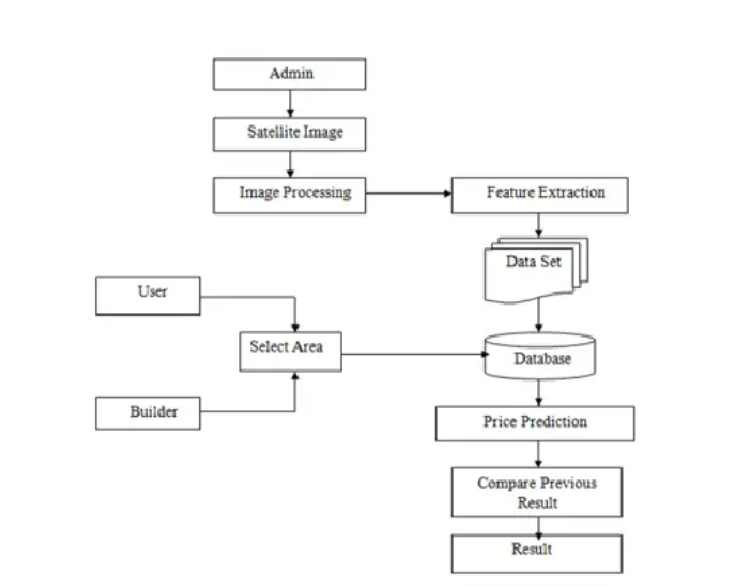 Admin
Satellite Image
Image Processing
Feature Extraction
Data Set
User
Select Area
Database
Builder
Price Prediction
Compare Previous
Result
Result